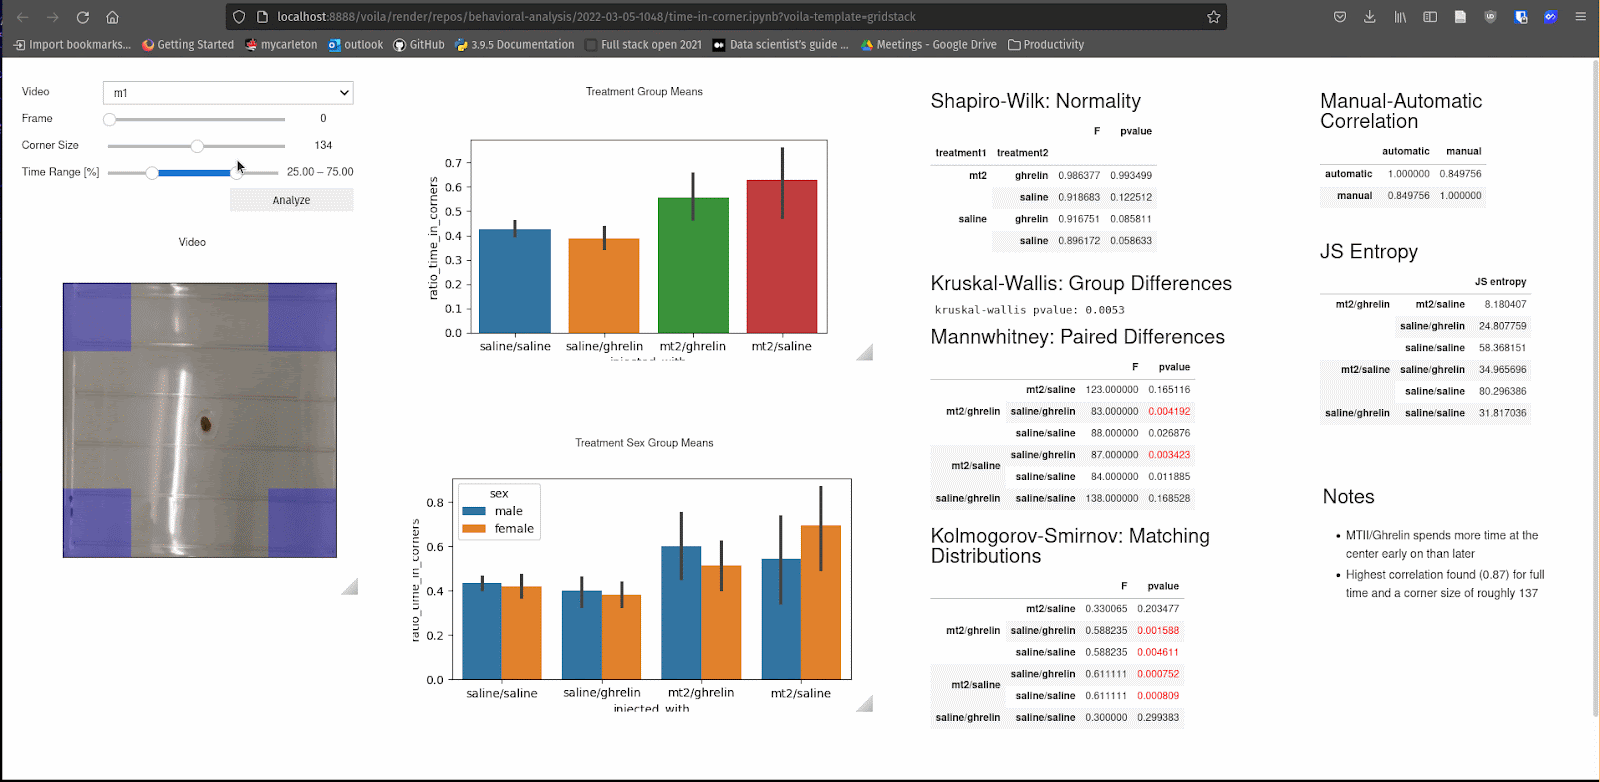 localhost:8888/voila/render/repos/behavioral-analysis/2022-03-05-1048/time-in-corner.ipynb?voila-template=gridstack
Import bookmarks... Getting Started mycarleton outlook GitHub 3.9.5 Documentation Full stack open 2021 Data scientist's guide ... Meetings - Google Drive Productivity
Video m1
Frame 0
Corner Size 134
Time Range [%] 25.00 – 75.00
Analyze
Video
Treatment Group Means
ratio_time_in_corners
0.7
0.6
0.5
0.4
0.3
0.2
0.1
0.0
saline/saline saline/ghrelin mt2/ghrelin mt2/saline
injected_with
Treatment Sex Group Means
ratio_time_in_corners
sex
male
female
0.8
0.6
0.4
0.2
0.0
saline/saline saline/ghrelin mt2/ghrelin mt2/saline
injected_with
Shapiro-Wilk: Normality
F pvalue
treatment1 treatment2
mt2 ghrelin 0.986377 0.993499
saline 0.918683 0.122512
saline ghrelin 0.916751 0.085811
saline 0.896172 0.058633
Kruskal-Wallis: Group Differences
kruskal-wallis pvalue: 0.0053
Mannwhitney: Paired Differences
F pvalue
mt2/saline 123.000000 0.165116
mt2/ghrelin saline/ghrelin 83.000000 0.004192
saline/saline 88.000000 0.026876
mt2/saline saline/ghrelin 87.000000 0.003423
saline/saline 84.000000 0.011885
saline/ghrelin saline/saline 138.000000 0.168528
Kolmogorov-Smirnov: Matching
Distributions
F pvalue
mt2/saline 0.330065 0.203477
mt2/ghrelin saline/ghrelin 0.588235 0.001588
saline/saline 0.588235 0.004611
mt2/saline saline/ghrelin 0.611111 0.000752
saline/saline 0.611111 0.000809
saline/ghrelin saline/saline 0.300000 0.299383
Manual-Automatic
Correlation
automatic manual
automatic 1.000000 0.849756
manual 0.849756 1.000000
JS Entropy
JS entropy
mt2/ghrelin mt2/saline 8.180407
saline/ghrelin 24.807759
saline/saline 58.368151
mt2/saline saline/ghrelin 34.965696
saline/saline 80.296386
saline/ghrelin saline/saline 31.817036
Notes
• MTII/Ghrelin spends more time at the
center early on than later
• Highest correlation found (0.87) for full
time and a corner size of roughly 137